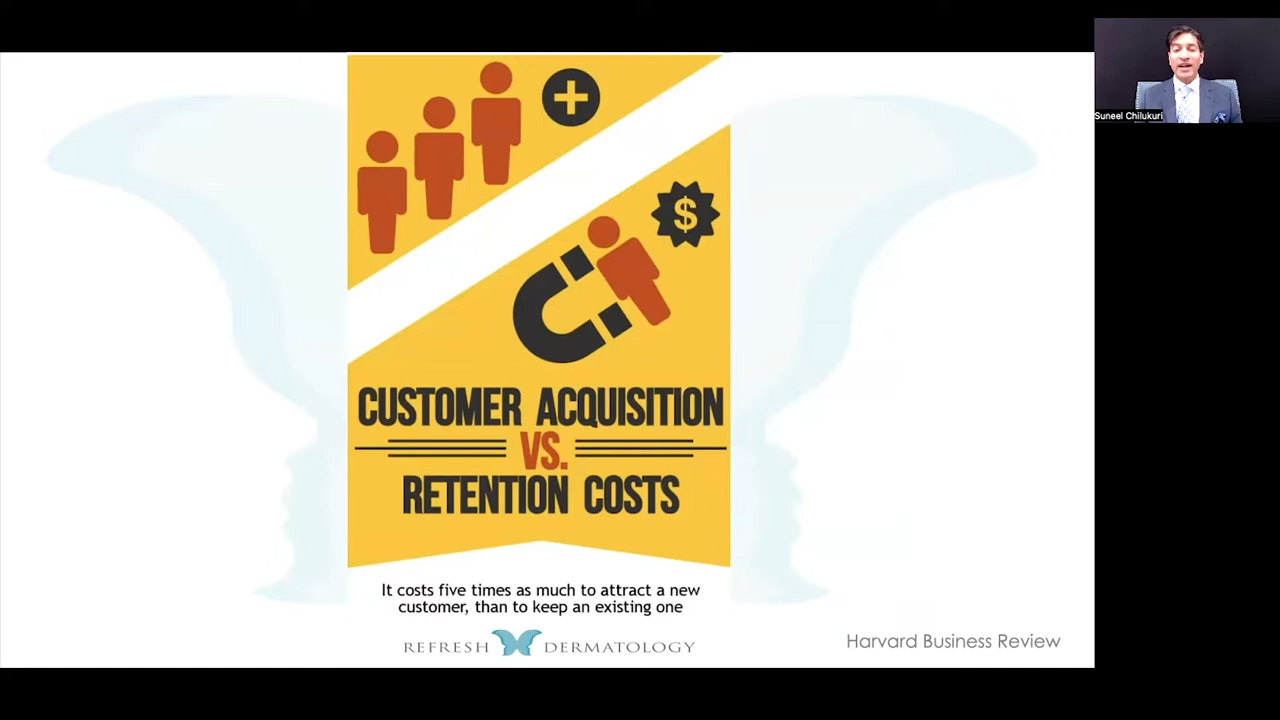 Suneel Chilukuri
$
CUSTOMER ACQUISITION
VS.
RETENTION COSTS
It costs five times as much to attract a new
customer, than to keep an existing one
REFRESH DERMATOLOGY
Harvard Business Review